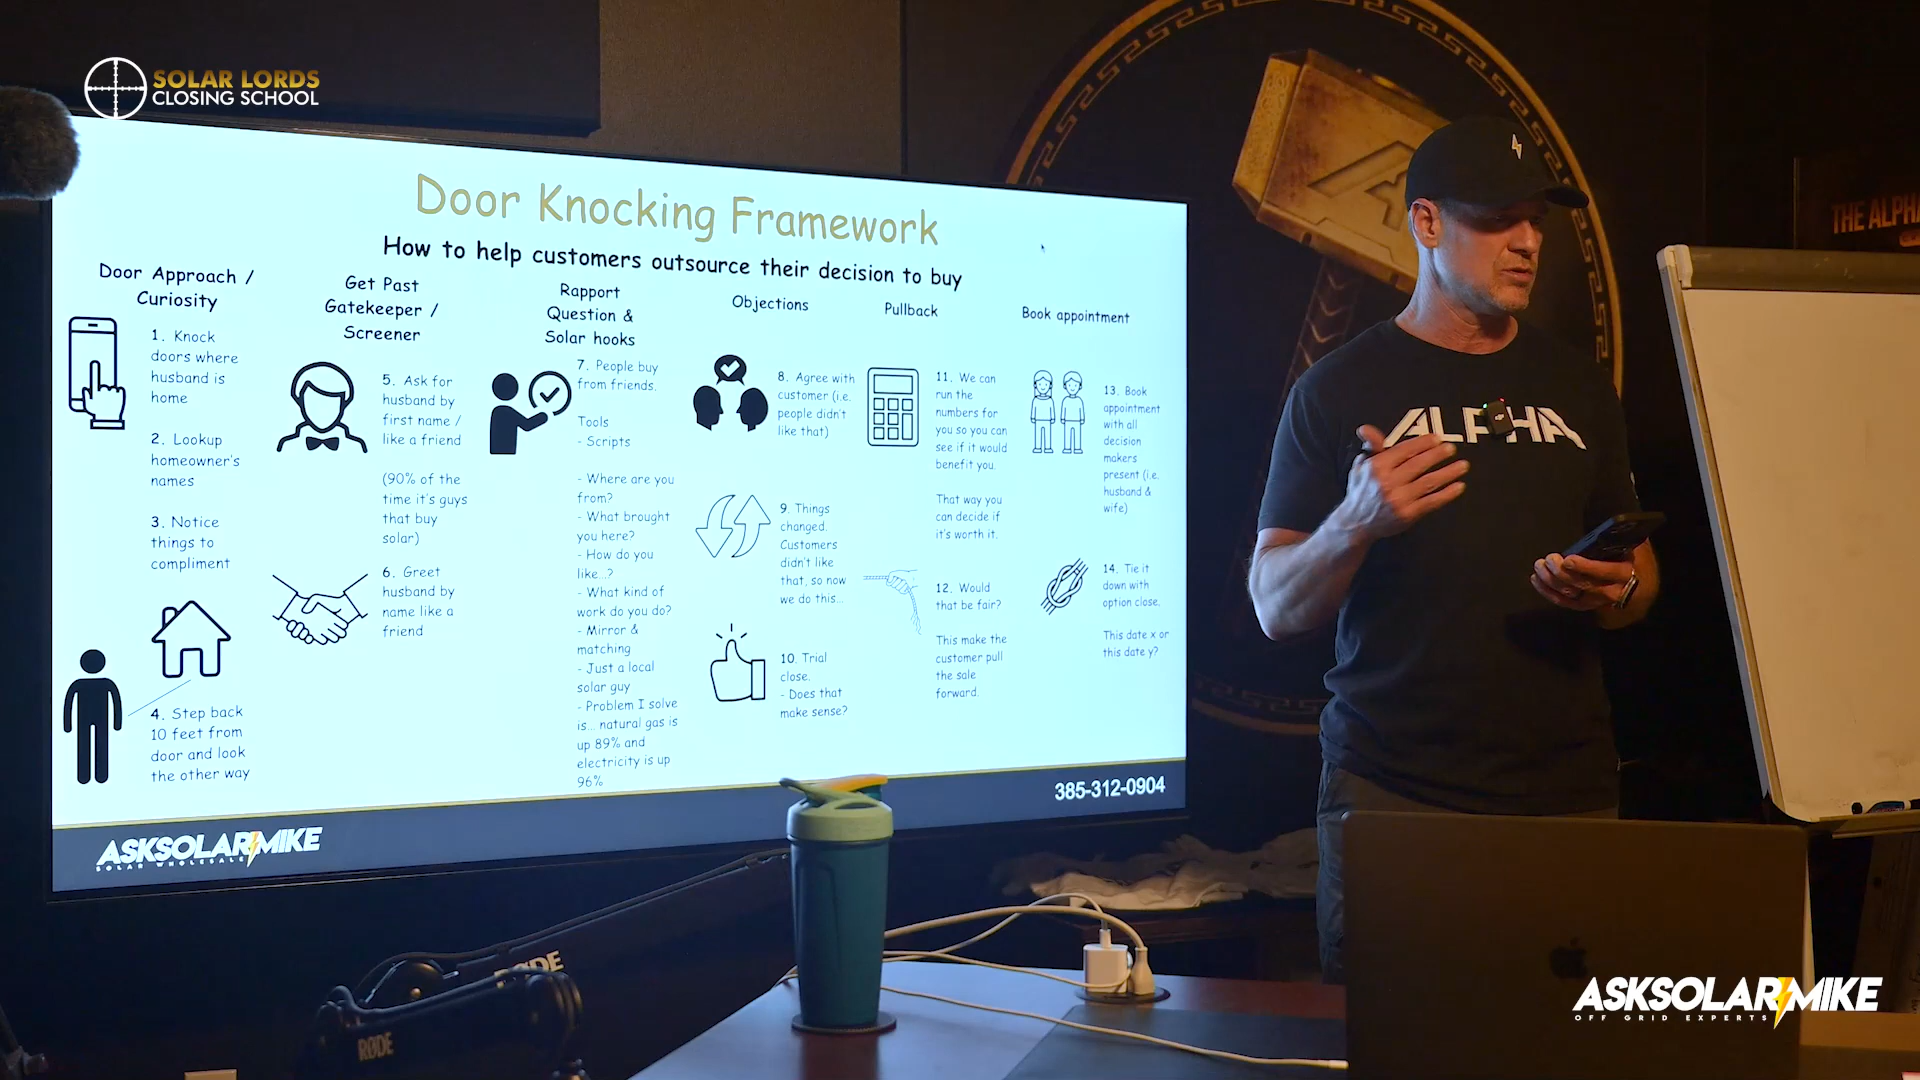 SOLAR LORDS
CLOSING SCHOOL
Door Knocking Framework
How to help customers outsource their decision to buy
Door Approach /
Curiosity
1. Knock
doors where
husband is
home
2. Lookup
homeowner's
names
3. Notice
things to
compliment
4. Step back
10 feet from
door and look
the other way
Get Past
Gatekeeper /
Screener
5. Ask for
husband by
first name /
like a friend
(90% of the
time it's guys
that buy
solar)
6. Greet
husband by
name like a
friend
Rapport
Question &
Solar hooks
7. People buy
from friends.
Tools
- Scripts
- Where are you
from?
- What brought
you here?
- How do you
like...?
- What kind of
work do you do?
- Mirror &
matching
- Just a local
solar guy
- Problem I solve
is... natural gas is
up 89% and
electricity is up
96%
Objections
8. Agree with
customer (i.e.
people didn't
like that)
9. Things
changed.
Customers
didn't like
that, so now
we do this...
10. Trial
close.
- Does that
make sense?
Pullback
11. We can
run the
numbers for
you so you can
see if it would
benefit you.
That way you
can decide if
it's worth it.
12. Would
that be fair?
This make the
customer pull
the sale
forward.
Book appointment
13. Book
appointment
with all
decision
makers
present (i.e.
husband &
wife)
14. Tie it
down with
option close.
This date x or
this date y?
385-312-0904
ASKSOLARMIKE
SOLAR WHOLESALE
ALPHA
THE ALPHA
RØDE
RØDE
ASKSOLARMIKE
OFF GRID EXPERTS